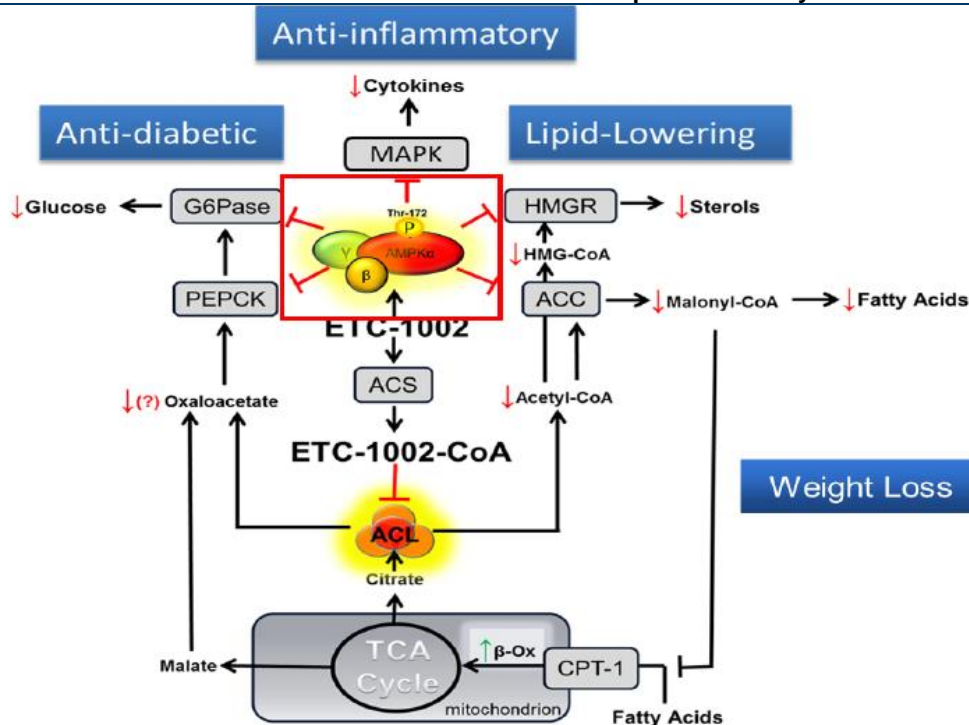 Anti-inflammatory
↓Cytokines
Anti-diabetic
Lipid-Lowering
MAPK
↓Glucose
G6Pase
Thr-172
P
HMGR
↓Sterols
γ
AMPKα
β
↓HMG-CoA
PEPCK
ACC
↓Malonyl-CoA
↓Fatty Acids
ETC-1002
ACS
↓(?) Oxaloacetate
↓Acetyl-CoA
ETC-1002-CoA
Weight Loss
ACL
Citrate
TCA
Cycle
↑β-Ox
CPT-1
Malate
mitochondrion
Fatty Acids